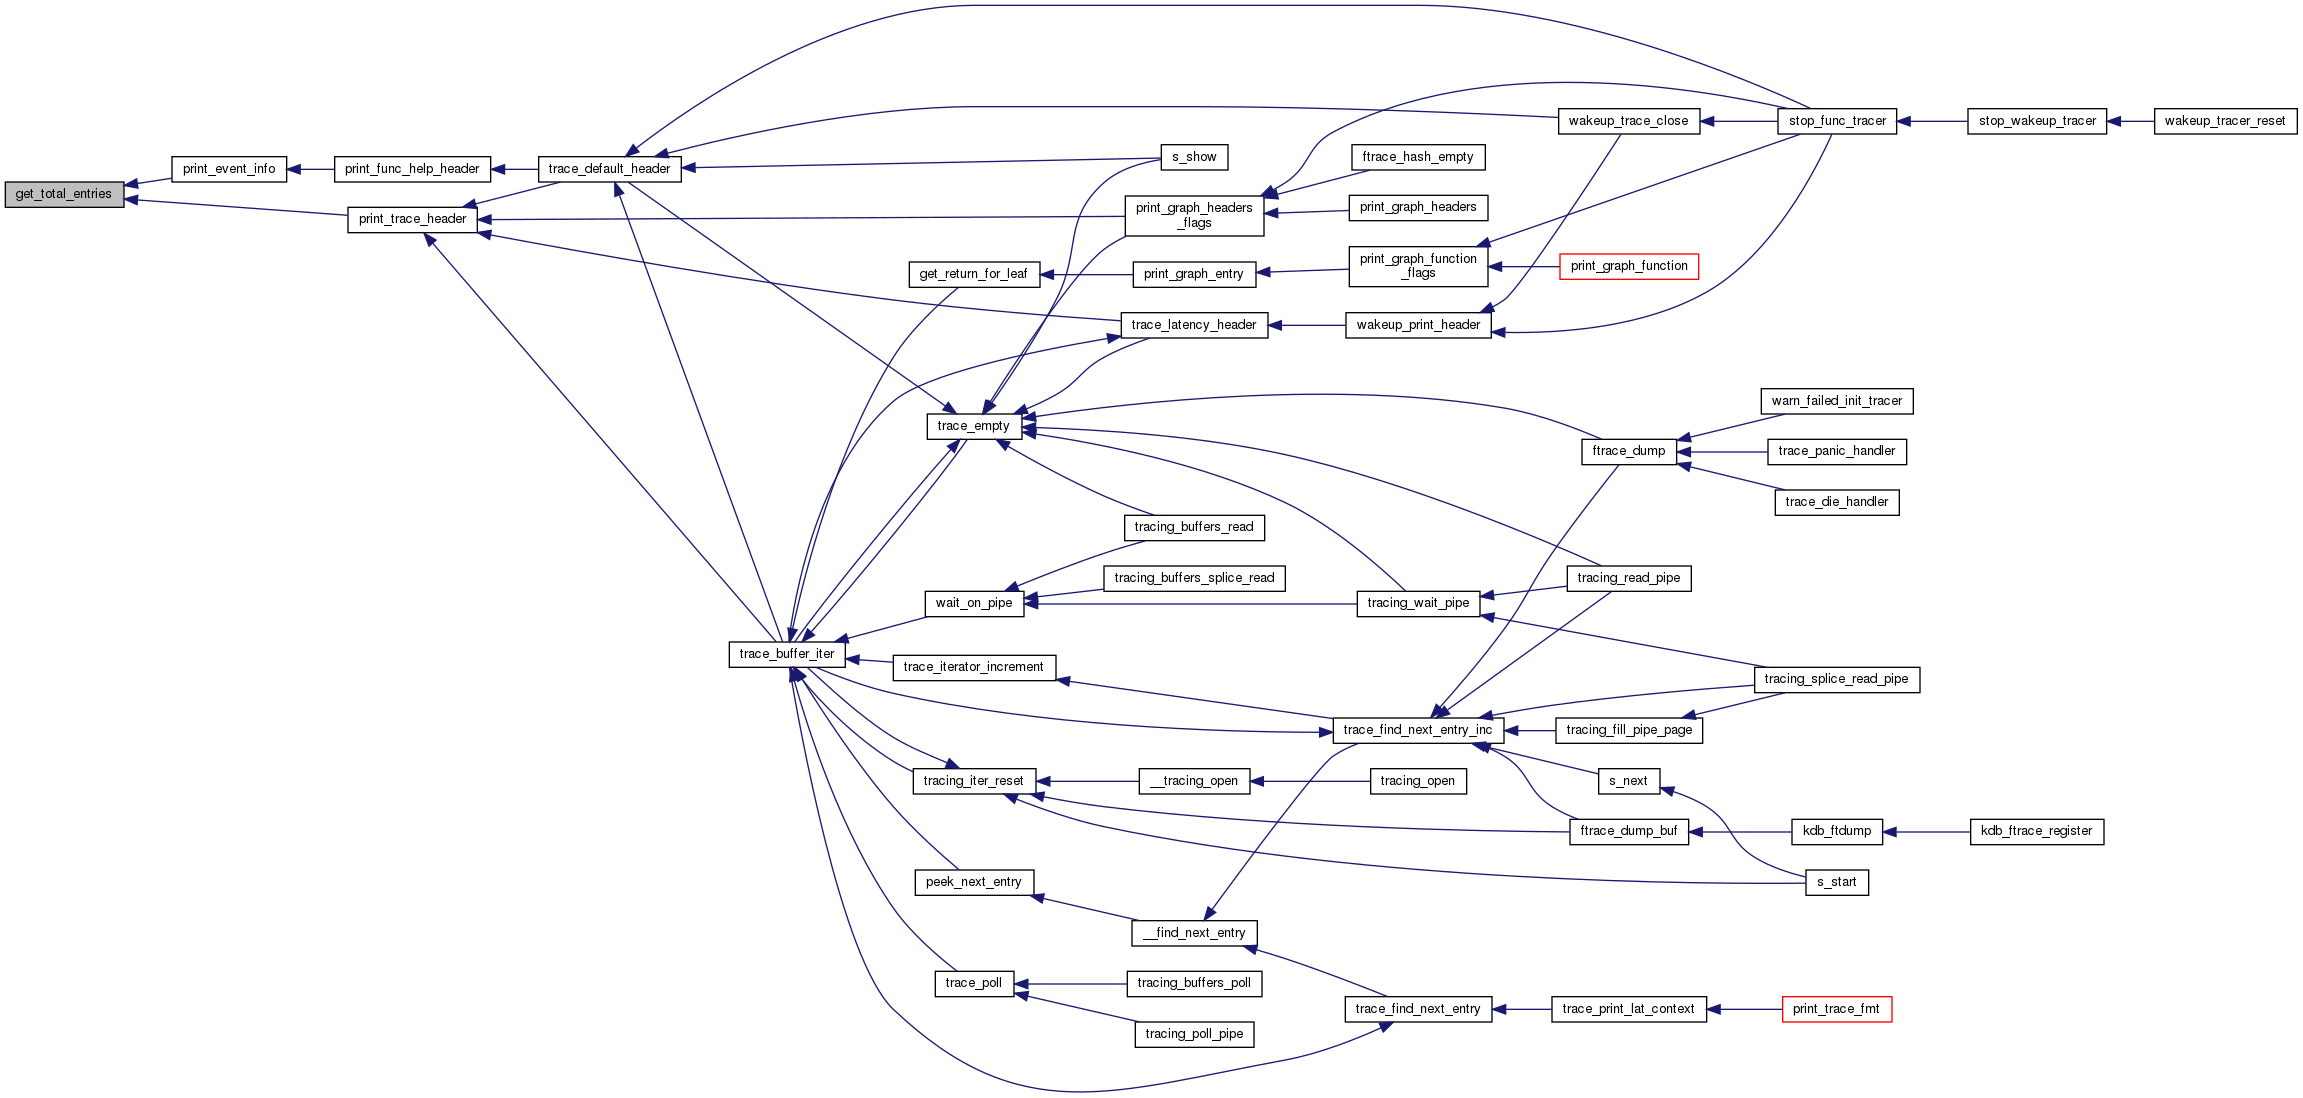 wakeup_trace_close
stop_func_tracer
stop_wakeup_tracer
wakeup_tracer_reset
s_show
ftrace_hash_empty
print_event_info
print_func_help_header
trace_default_header
get_total_entries
print_trace_header
print_graph_headers
_flags
print_graph_headers
get_return_for_leaf
print_graph_entry
print_graph_function
_flags
print_graph_function
trace_latency_header
wakeup_print_header
trace_empty
warn_failed_init_tracer
ftrace_dump
trace_panic_handler
trace_die_handler
tracing_buffers_read
tracing_buffers_splice_read
tracing_read_pipe
wait_on_pipe
tracing_wait_pipe
trace_buffer_iter
trace_iterator_increment
tracing_splice_read_pipe
trace_find_next_entry_inc
tracing_fill_pipe_page
tracing_iter_reset
__tracing_open
tracing_open
s_next
ftrace_dump_buf
kdb_ftdump
kdb_ftrace_register
peek_next_entry
s_start
__find_next_entry
trace_poll
tracing_buffers_poll
trace_find_next_entry
trace_print_lat_context
print_trace_fmt
tracing_poll_pipe